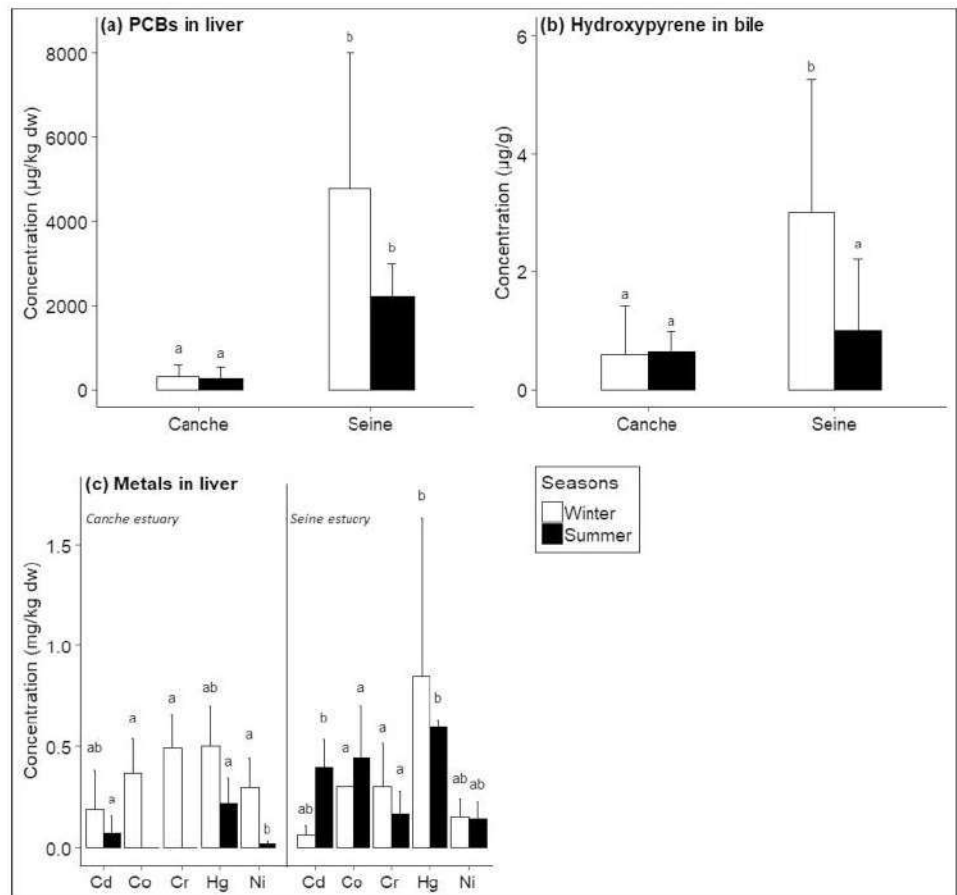 (a) PCBs in liver
Concentration (µg/kg dw)
8000
6000
4000
2000
0
a
a
b
b
Canche
Seine
(b) Hydroxypyrene in bile
Concentration (µg/g)
6
4
2
0
a
a
b
a
Canche
Seine
(c) Metals in liver
Canche estuary
Seine estuory
Concentration (mg/kg dw)
1.5
1.0
0.5
0.0
ab
a
a
a
ab
a
a
b
ab
b
a
a
a
a
b
b
ab
ab
Cd
Co
Cr
Hg
Ni
Cd
Co
Cr
Hg
Ni
Seasons
Winter
Summer